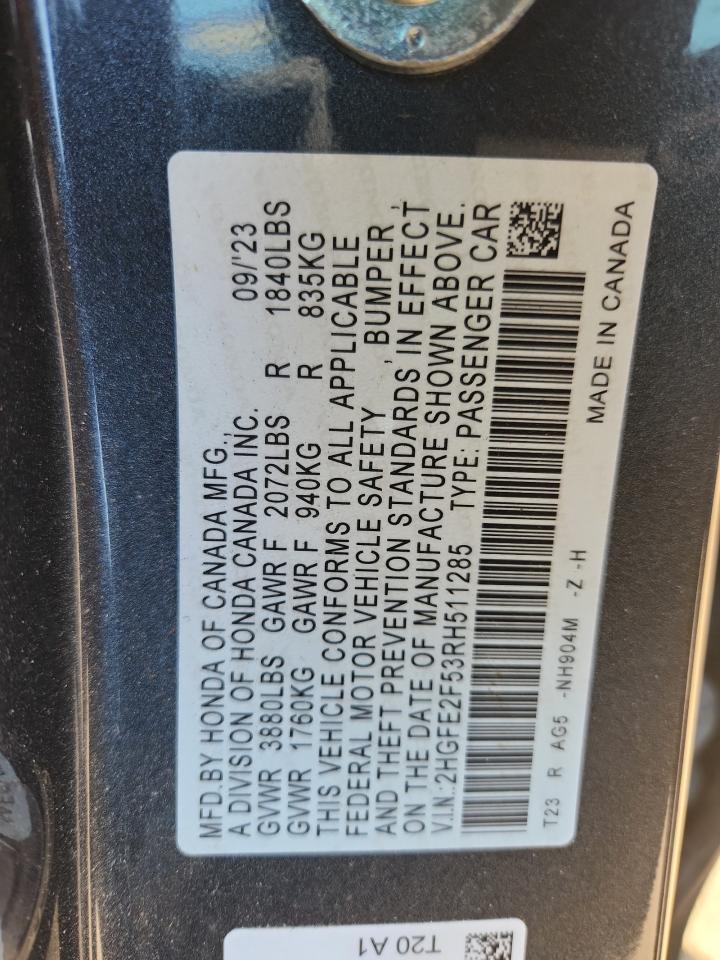 MFD.BY HONDA OF CANADA MFG.,
A DIVISION OF HONDA CANADA INC. 09/'23
GVWR 3880LBS GAWR F 2072LBS R 1840LBS
GVWR 1760KG GAWR F 940KG R 835KG
THIS VEHICLE CONFORMS TO ALL APPLICABLE
FEDERAL MOTOR VEHICLE SAFETY , BUMPER ,
AND THEFT PREVENTION STANDARDS IN EFFECT
ON THE DATE OF MANUFACTURE SHOWN ABOVE.
V.I.N.:2HGFE2F53RH511285 TYPE: PASSENGER CAR
T23 R AG5 -NH904M -Z -H
MADE IN CANADA
T20 A1